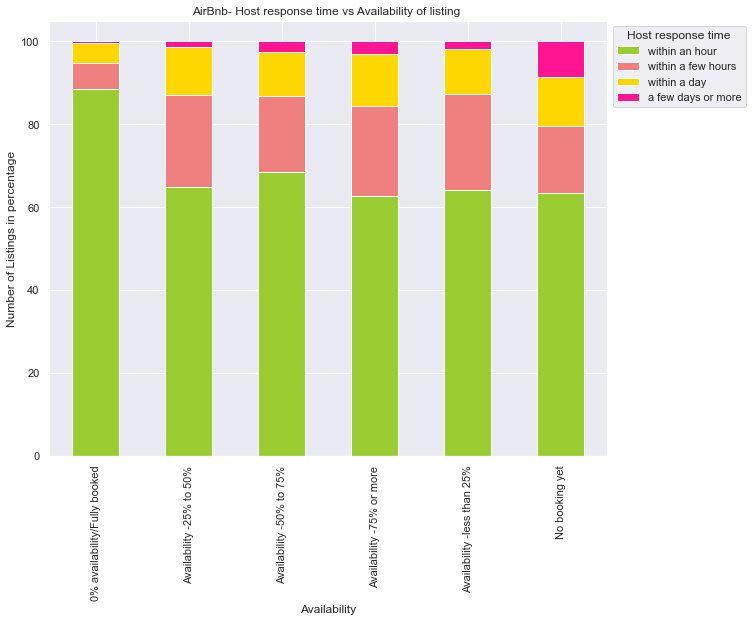 AirBnb- Host response time vs Availability of listing
Host response time
within an hour
within a few hours
within a day
a few days or more
Number of Listings in percentage
100
80
60
40
20
0
0% availability/Fully booked
Availability -25% to 50%
Availability -50% to 75%
Availability -75% or more
Availability -less than 25%
No booking yet
Availability